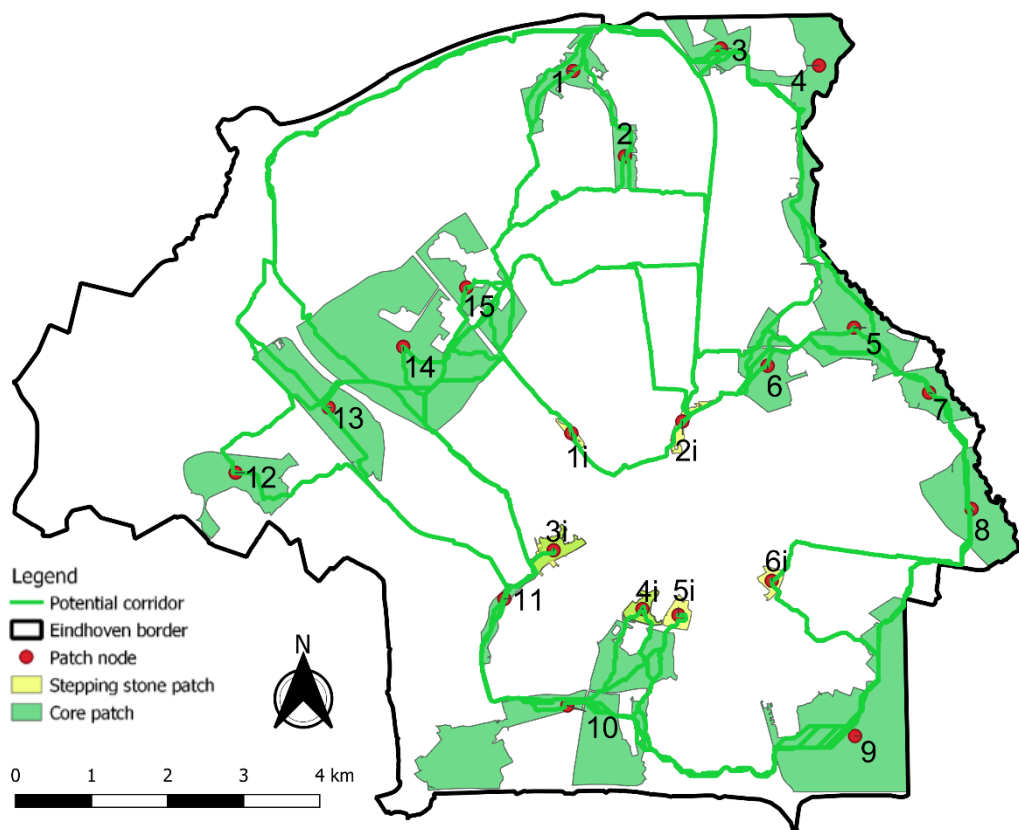 3
4
1
2
15
5
14
6
7
13
1i
2i
12
8
3i
6i
11
4i
5i
10
9
Legend
Potential corridor
Eindhoven border
Patch node
Stepping stone patch
Core patch
N
0 1 2 3 4 km